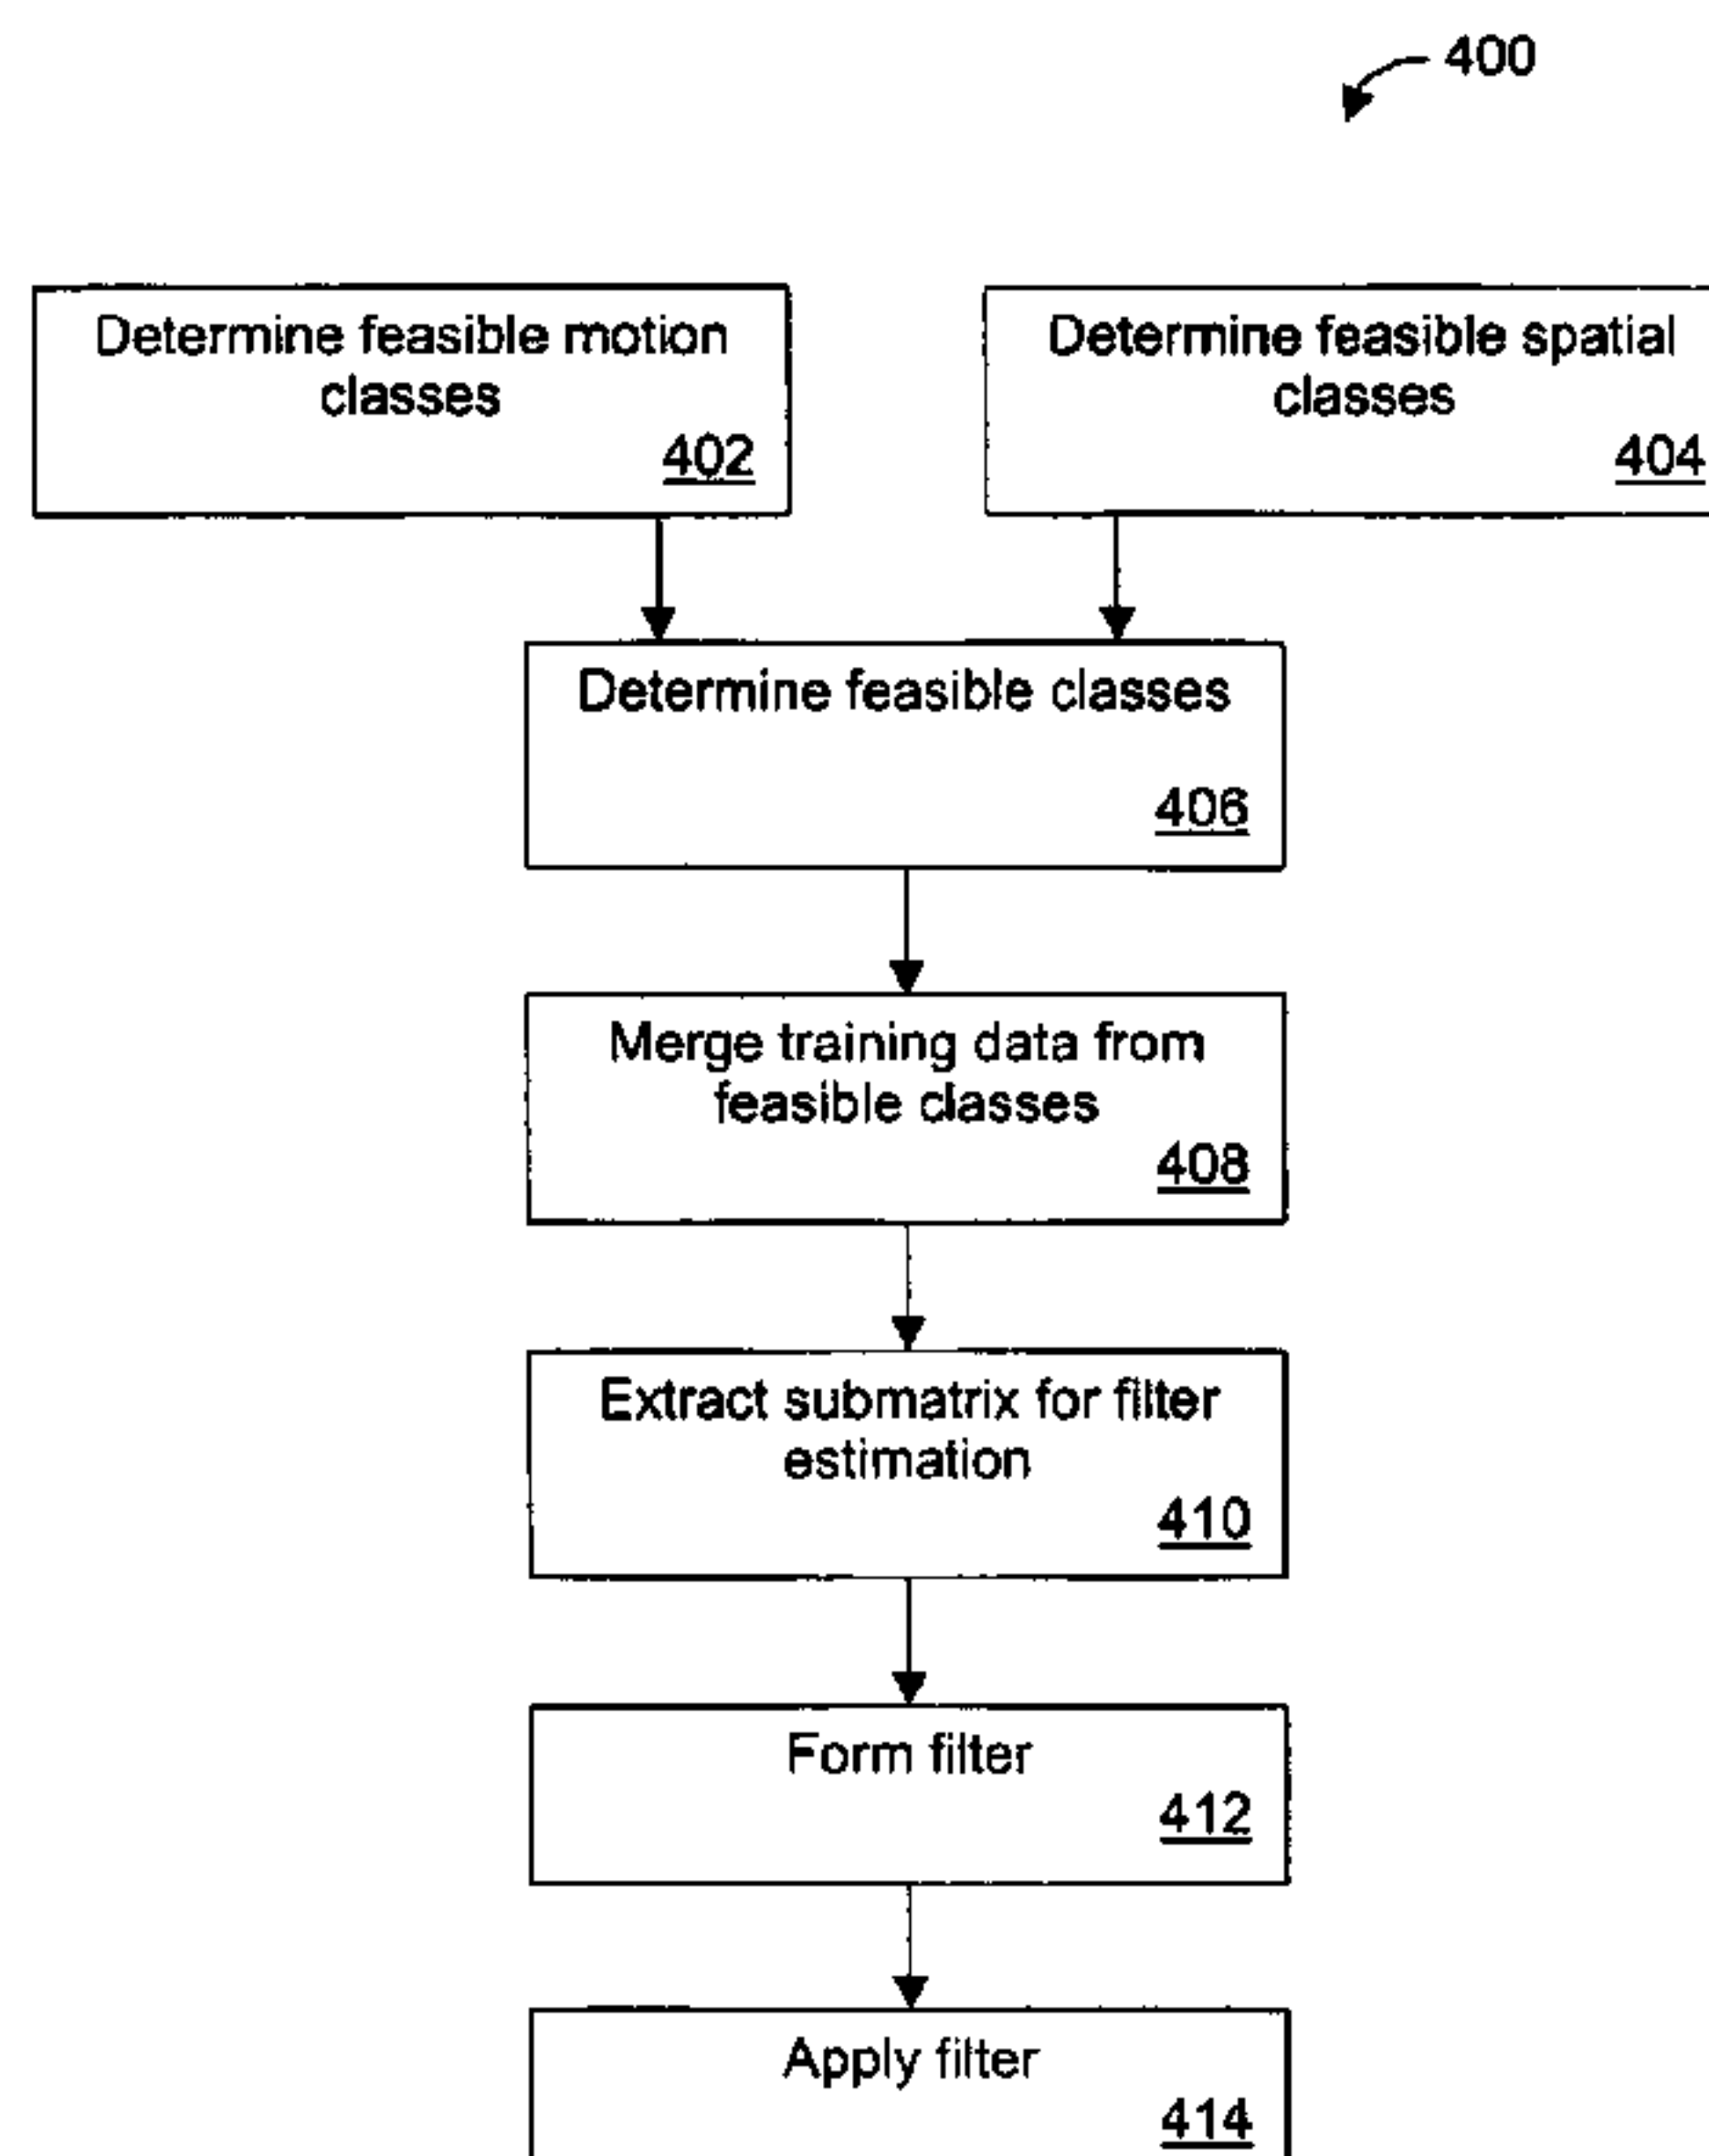 400
Determine feasible motion
classes
402
Determine feasible spatial
classes
404
Determine feasible classes
406
Merge training data from
feasible classes
408
Extract submatrix for filter
estimation
410
Form filter
412
Apply filter
414